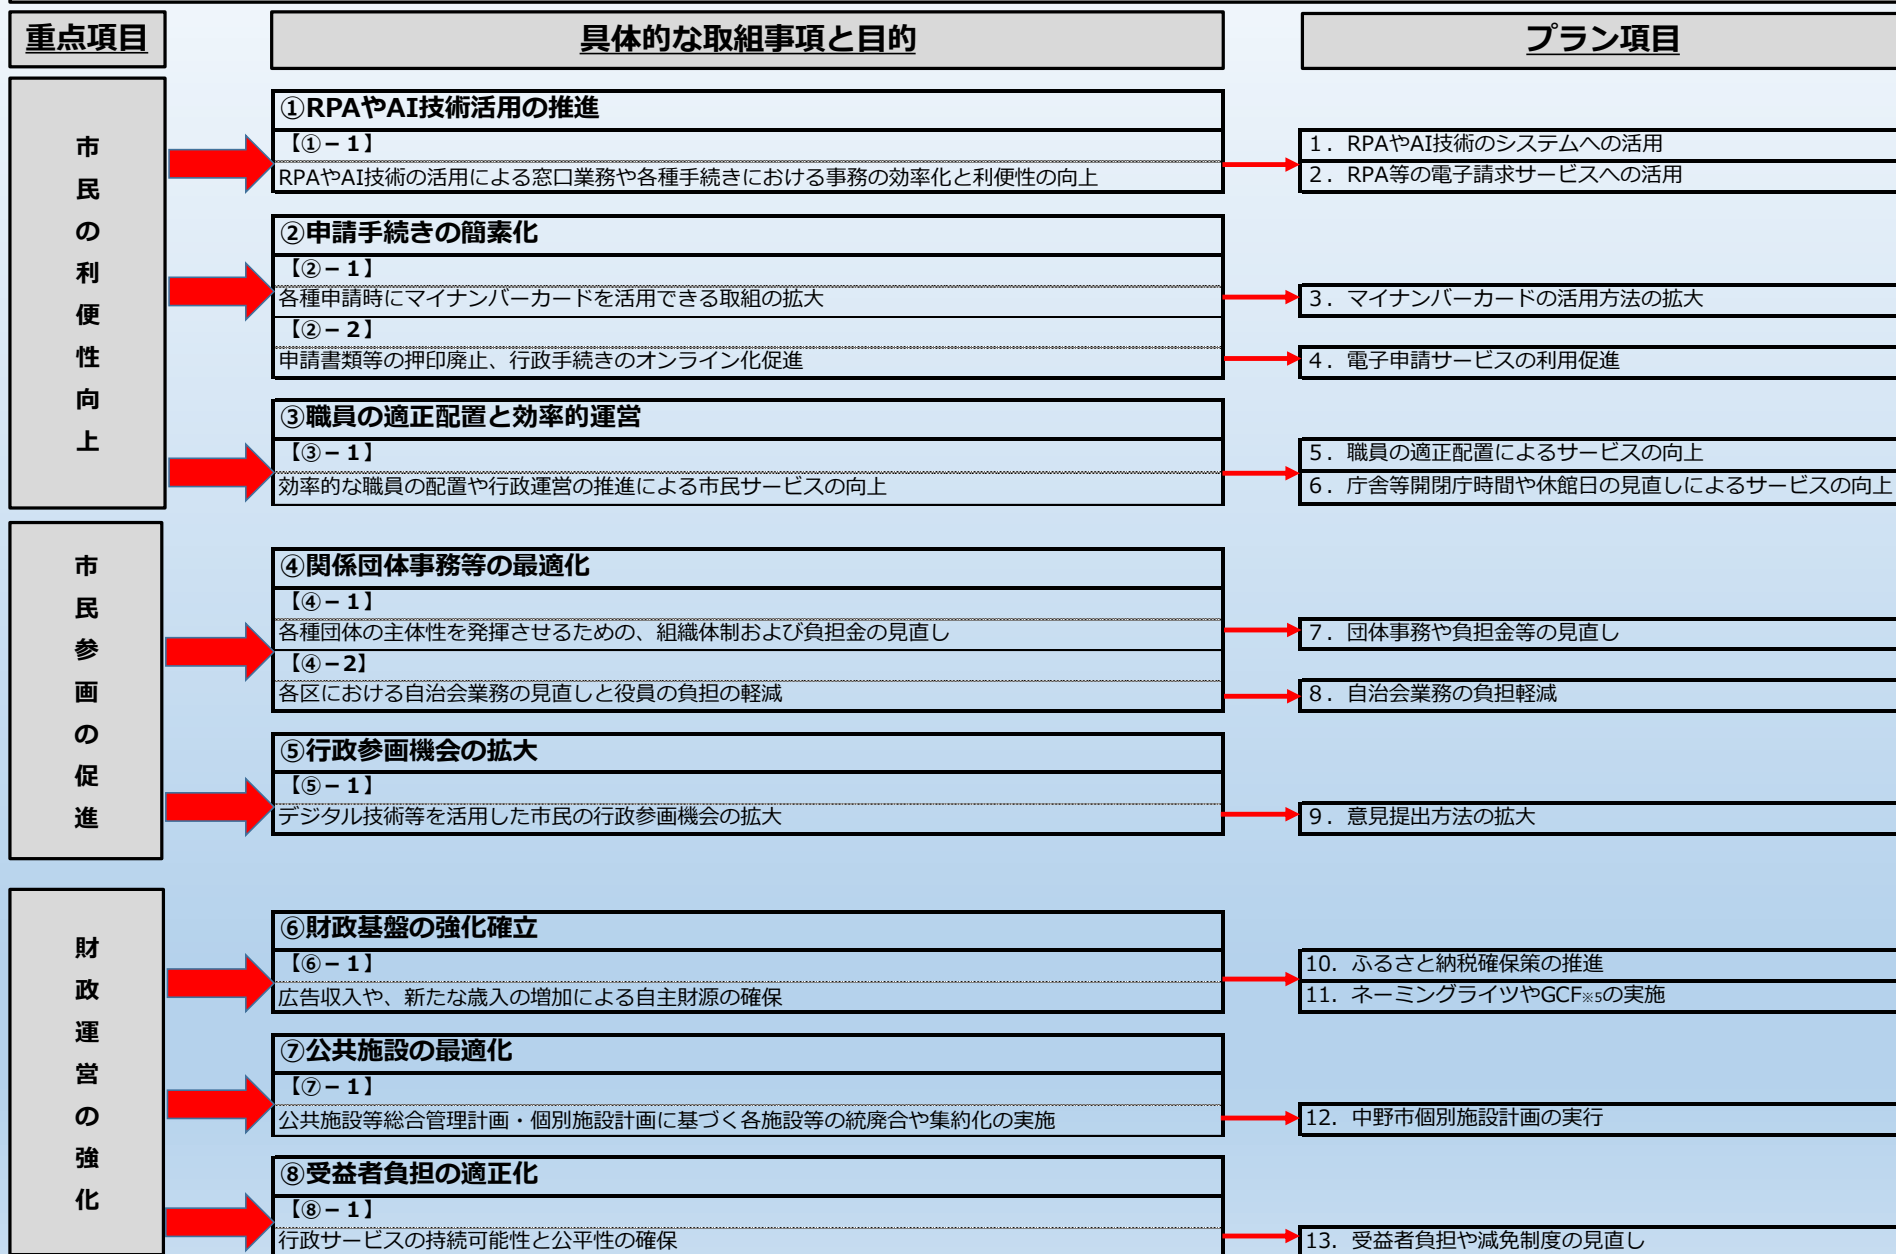 重点項目
具体的な取組事項と目的
プラン項目
市民の利便性向上
①RPAやAI技術活用の推進
【①－1】
RPAやAI技術の活用による窓口業務や各種手続きにおける事務の効率化と利便性の向上
1．RPAやAI技術のシステムへの活用
2．RPA等の電子請求サービスへの活用
②申請手続きの簡素化
【②－1】
各種申請時にマイナンバーカードを活用できる取組の拡大
3．マイナンバーカードの活用方法の拡大
【②－2】
申請書類等の押印廃止、行政手続きのオンライン化促進
4．電子申請サービスの利用促進
③職員の適正配置と効率的運営
【③－1】
効率的な職員の配置や行政運営の推進による市民サービスの向上
5．職員の適正配置によるサービスの向上
6．庁舎等開閉庁時間や休館日の見直しによるサービスの向上
市民参画の促進
④関係団体事務等の最適化
【④－1】
各種団体の主体性を発揮させるための、組織体制および負担金の見直し
7．団体事務や負担金等の見直し
【④－2】
各区における自治会業務の見直しと役員の負担の軽減
8．自治会業務の負担軽減
⑤行政参画機会の拡大
【⑤－1】
デジタル技術等を活用した市民の行政参画機会の拡大
9．意見提出方法の拡大
財政運営の強化
⑥財政基盤の強化確立
【⑥－1】
広告収入や、新たな歳入の増加による自主財源の確保
10．ふるさと納税確保策の推進
11．ネーミングライツやGCF※5の実施
⑦公共施設の最適化
【⑦－1】
公共施設等総合管理計画・個別施設計画に基づく各施設等の統廃合や集約化の実施
12．中野市個別施設計画の実行
⑧受益者負担の適正化
【⑧－1】
行政サービスの持続可能性と公平性の確保
13．受益者負担や減免制度の見直し